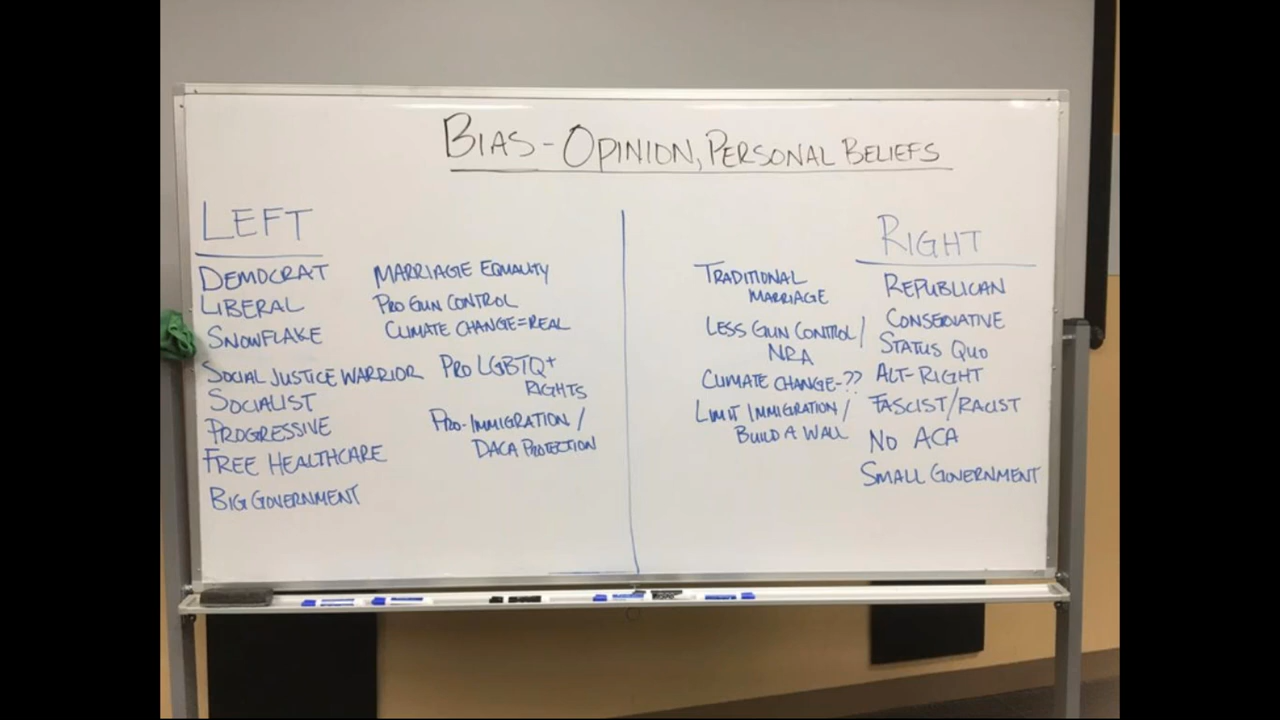 BIAS - OPINION, PERSONAL BELIEFS
LEFT
DEMOCRAT
LIBERAL
SNOWFLAKE
SOCIAL JUSTICE WARRIOR
SOCIALIST
PROGRESSIVE
FREE HEALTHCARE
BIG GOVERNMENT
MARRIAGE EQUALITY
PRO GUN CONTROL
CLIMATE CHANGE=REAL
PRO LGBTQ+
RIGHTS
PRO-IMMIGRATION /
DACA PROTECTION
RIGHT
TRADITIONAL
MARRIAGE
LESS GUN CONTROL /
NRA
CLIMATE CHANGE-??
LIMIT IMMIGRATION /
BUILD A WALL
REPUBLICAN
CONSERVATIVE
STATUS QUO
ALT-RIGHT
FASCIST/RACIST
NO ACA
SMALL GOVERNMENT